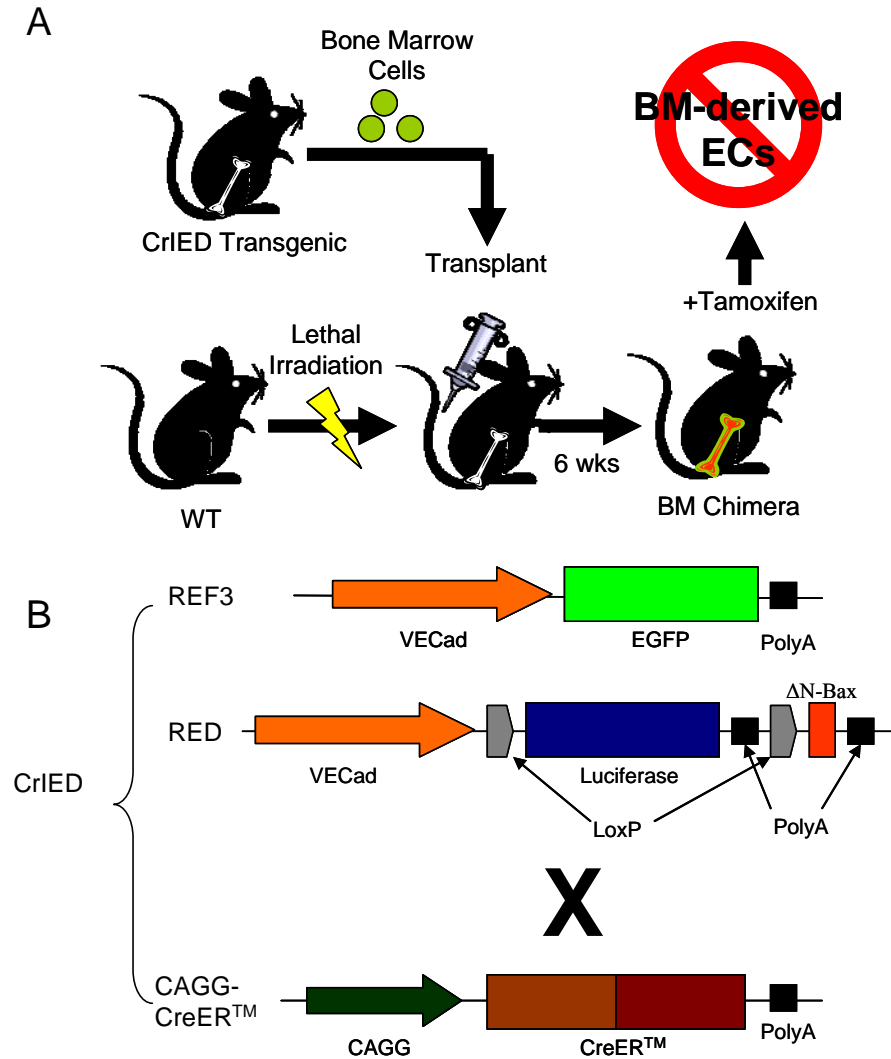 A
Bone Marrow
Cells
BM-derived
ECs
CrIED Transgenic
Transplant
+Tamoxifen
Lethal
Irradiation
6 wks
WT
BM Chimera
B
REF3
VECad
EGFP
PolyA
ΔN-Bax
RED
VECad
Luciferase
CrIED
LoxP
PolyA
X
CAGG-
CreER™
CAGG
CreER™
PolyA